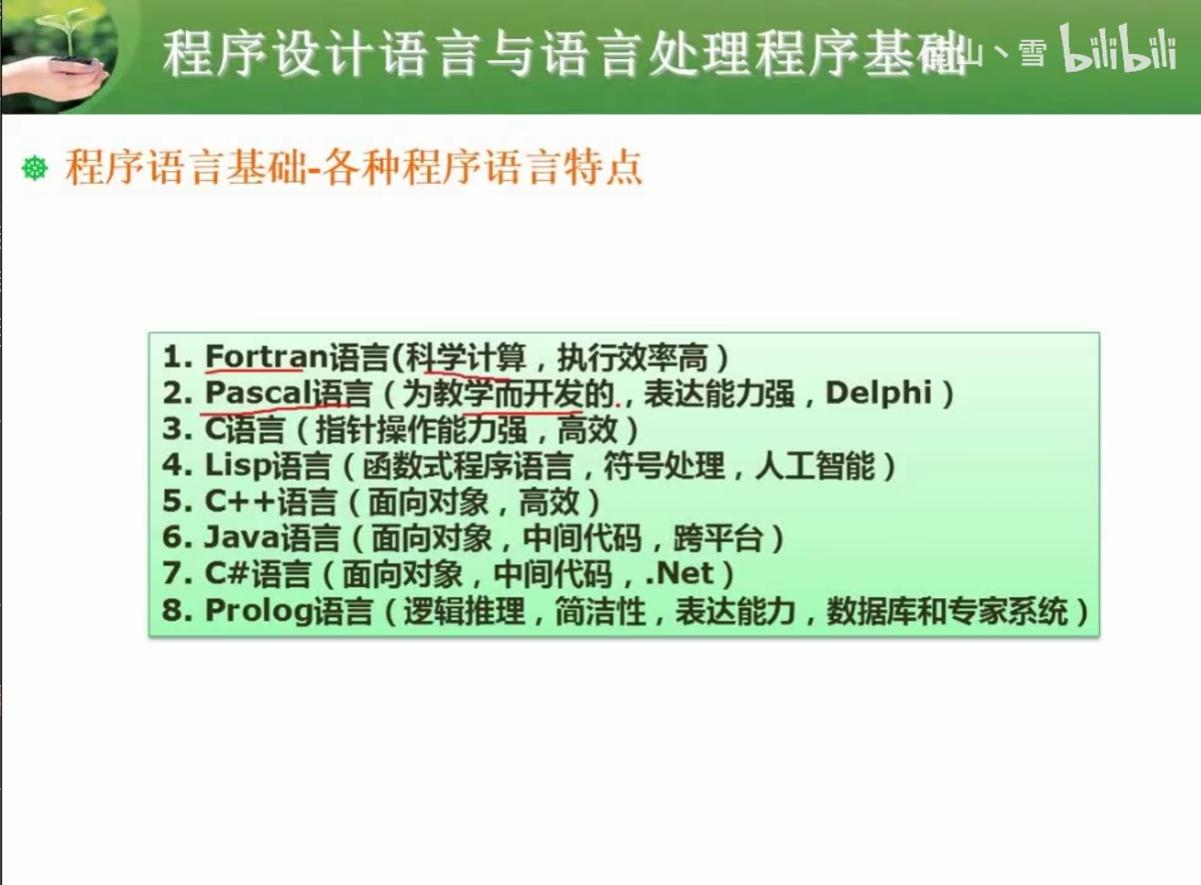 程序设计语言与语言处理程序基础
山丶雪 bilibili
程序语言基础-各种程序语言特点
1. Fortran语言(科学计算，执行效率高）
2. Pascal语言（为教学而开发的，表达能力强，Delphi）
3. C语言（指针操作能力强，高效）
4. Lisp语言（函数式程序语言，符号处理，人工智能）
5. C++语言（面向对象，高效）
6. Java语言（面向对象，中间代码，跨平台）
7. C#语言（面向对象，中间代码，.Net）
8. Prolog语言（逻辑推理，简洁性，表达能力，数据库和专家系统）